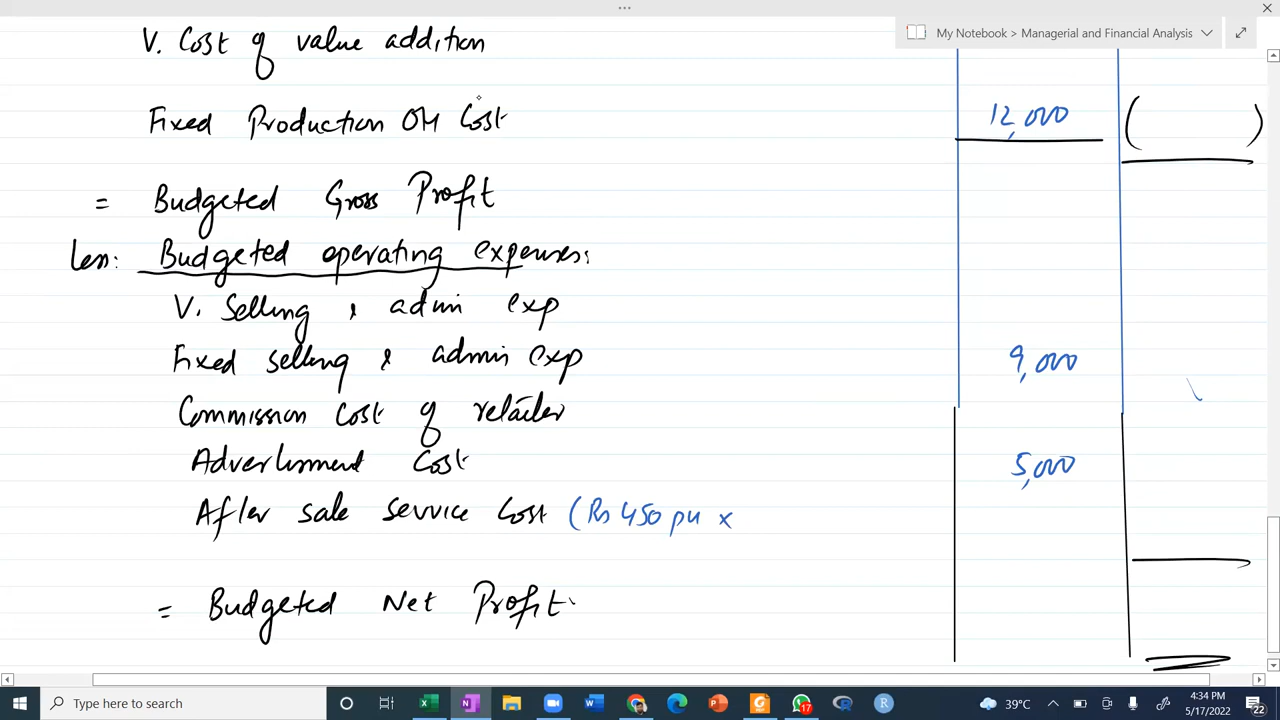 ...
V. Cost of value addition
My Notebook > Managerial and Financial Analysis
Fixed Production OH Cost 12,000 ( )
= Budgeted Gross Profit
Less: Budgeted operating expenses:
V. Selling & admin exp
Fixed selling & admin exp 9,000
Commission Cost of retailer
Advertisment Cost 5,000
After sale service Cost (Rs 450 pu x
= Budgeted Net Profit
Type here to search
17
39°C
4:34 PM
5/17/2022
22